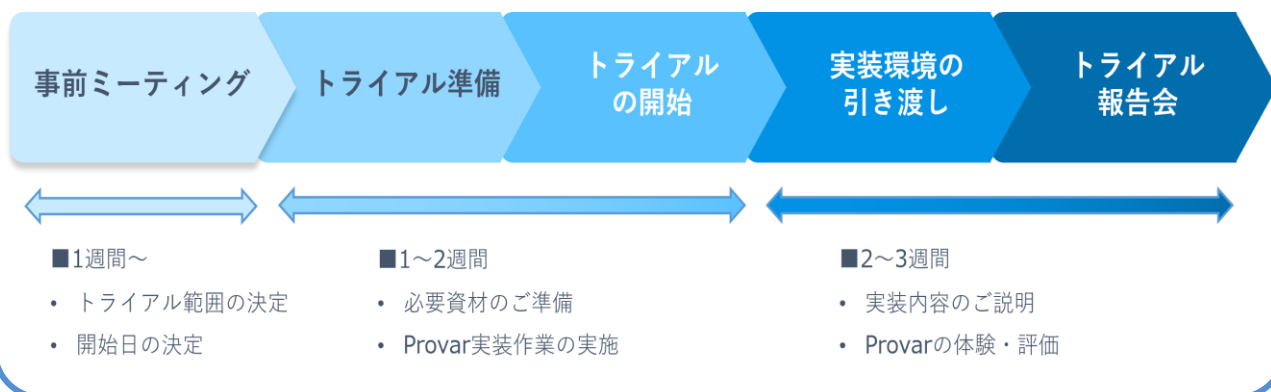 事前ミーティング
トライアル準備
トライアル
の開始
実装環境の
引き渡し
トライアル
報告会
■1週間～
• トライアル範囲の決定
• 開始日の決定
■1～2週間
• 必要資材のご準備
• Provar実装作業の実施
■2～3週間
• 実装内容のご説明
• Provarの体験・評価